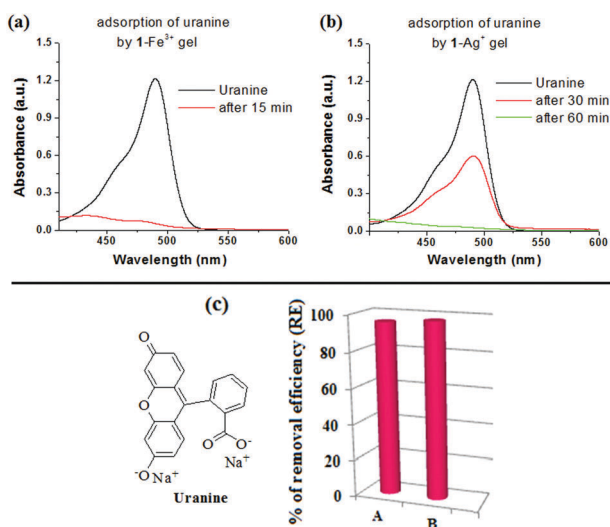 (a)
adsorption of uranine
by 1-Fe³⁺ gel
Absorbance (a.u.)
1.5
1.2
0.9
0.6
0.3
0.0
Uranine
after 15 min
450 500 550 600
Wavelength (nm)
(b)
adsorption of uranine
by 1-Ag⁺ gel
Absorbance (a.u.)
1.5
1.2
0.9
0.6
0.3
0.0
Uranine
after 30 min
after 60 min
400 450 500 550 600
Wavelength (nm)
(c)
O
O
O
O⁻
Na⁺
⁻O
Na⁺
Uranine
% of removal efficiency (RE)
100
80
60
40
20
0
A
B